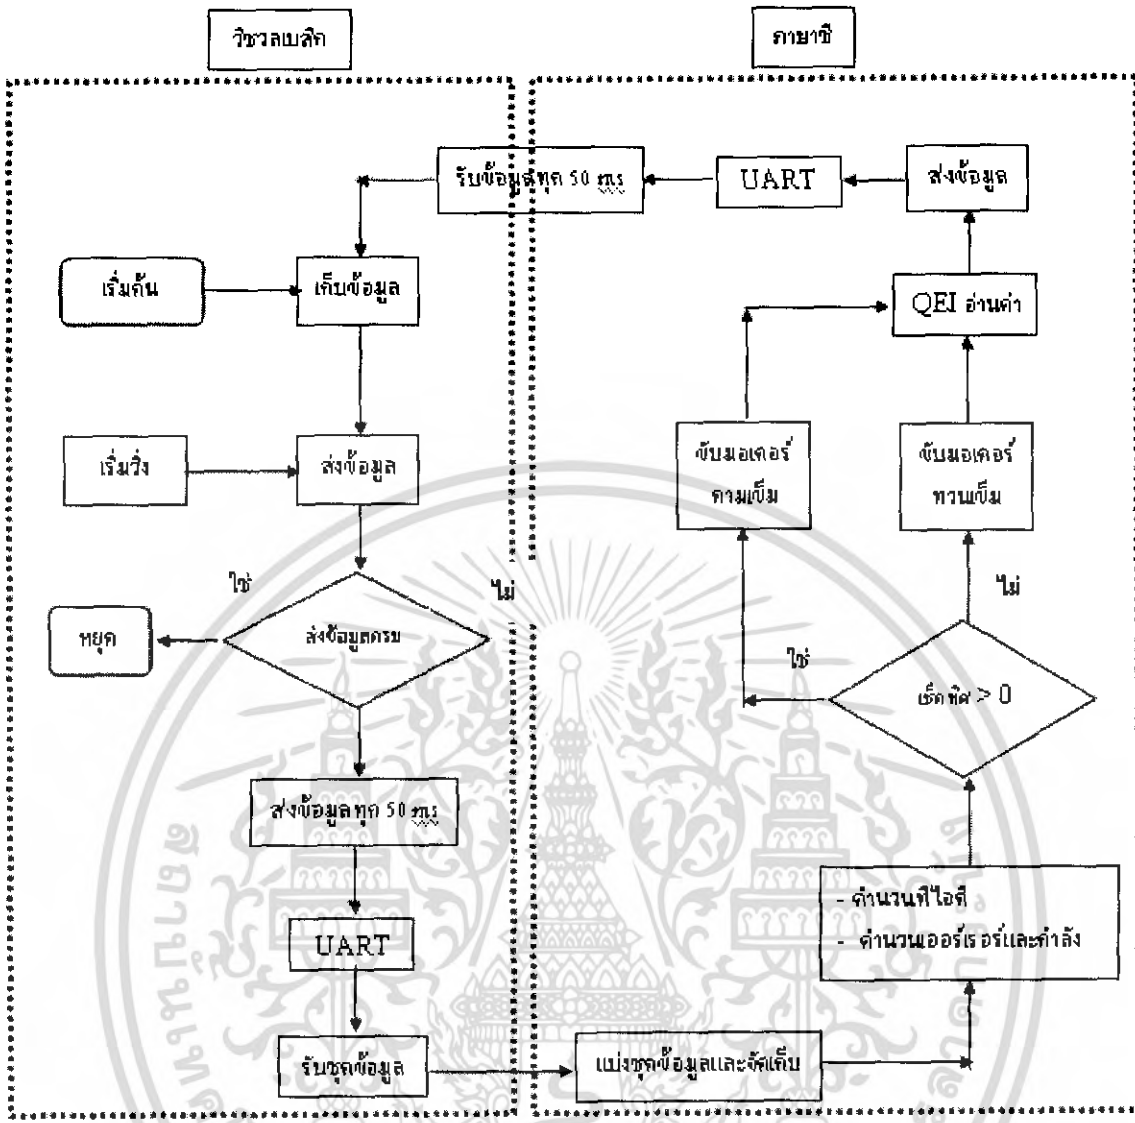 วิชวลเบสิก
ภาษาซี
รับข้อมูลทุก 50 ms
UART
ส่งข้อมูล
เริ่มต้น
เก็บข้อมูล
QEI อ่านค่า
เริ่มวิ่ง
ส่งข้อมูล
ขับมอเตอร์
ตามเข็ม
ขับมอเตอร์
ทวนเข็ม
ใช่
ไม่
ไม่
หยุด
ส่งข้อมูลครบ
ใช่
เช็คทิศ > 0
ส่งข้อมูลทุก 50 ms
- คำนวนพีไอดี
- คำนวนเออร์เรอร์และกำลัง
UART
รับชุดข้อมูล
แบ่งชุดข้อมูลและจัดเก็บ